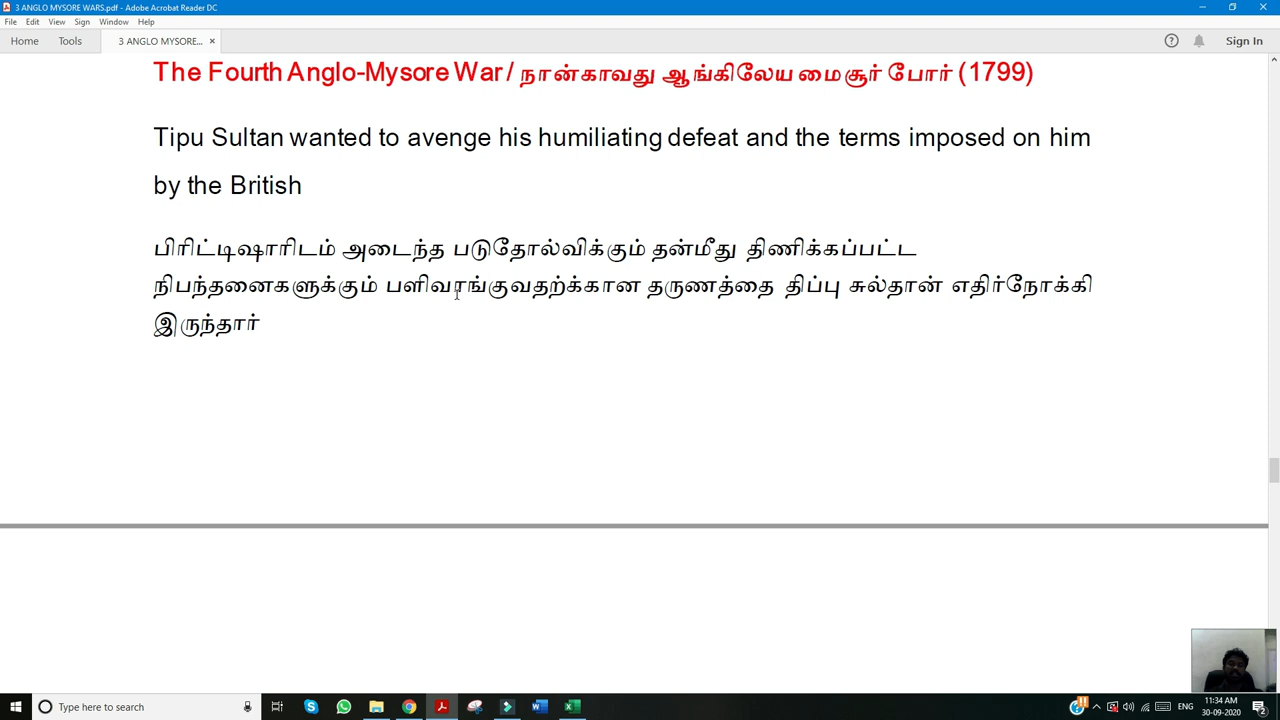 3 ANGLO MYSORE WARS.pdf - Adobe Acrobat Reader DC
File Edit View Sign Window Help
Home Tools 3 ANGLO MYSORE... × Sign In
The Fourth Anglo-Mysore War / நான்காவது ஆங்கிலேய மைசூர் போர் (1799)
Tipu Sultan wanted to avenge his humiliating defeat and the terms imposed on him
by the British
பிரிட்டிஷாரிடம் அடைந்த படுதோல்விக்கும் தன்மீது திணிக்கப்பட்ட
நிபந்தனைகளுக்கும் பளிவாங்குவதற்க்கான தருணத்தை திப்பு சுல்தான் எதிர்நோக்கி
இருந்தார்
Type here to search
ENG
11:34 AM
30-09-2020
2